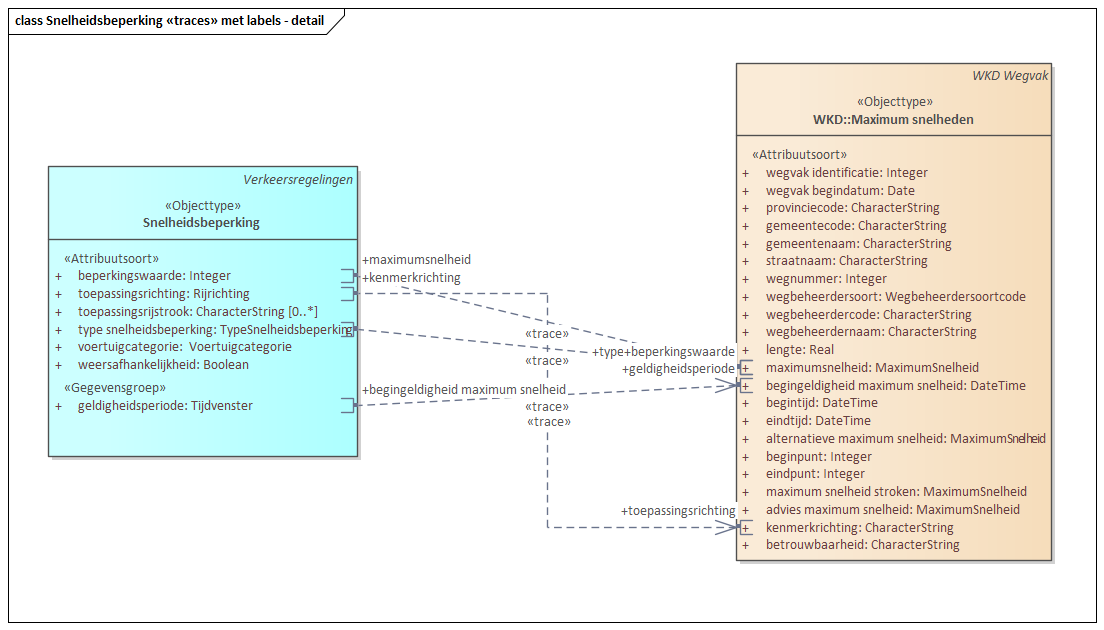 class Snelheidsbeperking «traces» met labels - detail
Verkeersregelingen
«Objecttype»
Snelheidsbeperking
«Attribuutsoort»
+ beperkingswaarde: Integer
+ toepassingsrichting: Rijrichting
+ toepassingsrijstrook: CharacterString [0..*]
+ type snelheidsbeperking: TypeSnelheidsbeperking
+ voertuigcategorie: Voertuigcategorie
+ weersafhankelijkheid: Boolean
«Gegevensgroep»
+ geldigheidsperiode: Tijdvenster
+maximumsnelheid
+kenmerkrichting
«trace»
«trace»
+type+beperkingswaarde
+geldigheidsperiode
+begingeldigheid maximum snelheid
«trace»
«trace»
+toepassingsrichting
WKD Wegvak
«Objecttype»
WKD::Maximum snelheden
«Attribuutsoort»
+ wegvak identificatie: Integer
+ wegvak begindatum: Date
+ provinciecode: CharacterString
+ gemeentecode: CharacterString
+ gemeentenaam: CharacterString
+ straatnaam: CharacterString
+ wegnummer: Integer
+ wegbeheerdersoort: Wegbeheerdersoortcode
+ wegbeheerdercode: CharacterString
+ wegbeheerdernaam: CharacterString
+ lengte: Real
+ maximumsnelheid: MaximumSnelheid
+ begingeldigheid maximum snelheid: DateTime
+ begintijd: DateTime
+ eindtijd: DateTime
+ alternatieve maximum snelheid: MaximumSnelheid
+ beginpunt: Integer
+ eindpunt: Integer
+ maximum snelheid stroken: MaximumSnelheid
+ advies maximum snelheid: MaximumSnelheid
+ kenmerkrichting: CharacterString
+ betrouwbaarheid: CharacterString